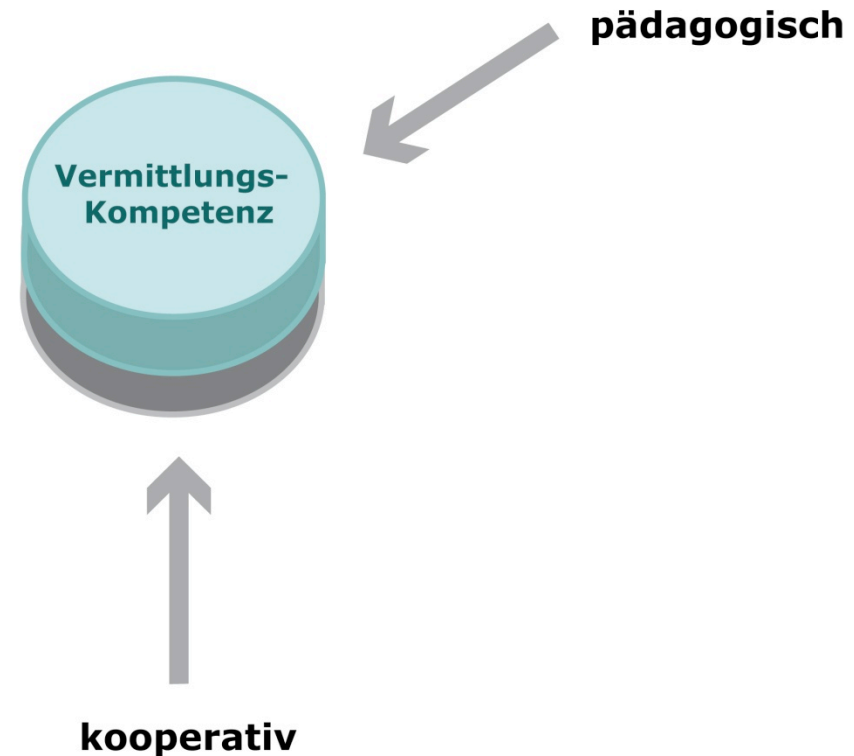 pädagogisch
Vermittlungs-
Kompetenz
kooperativ